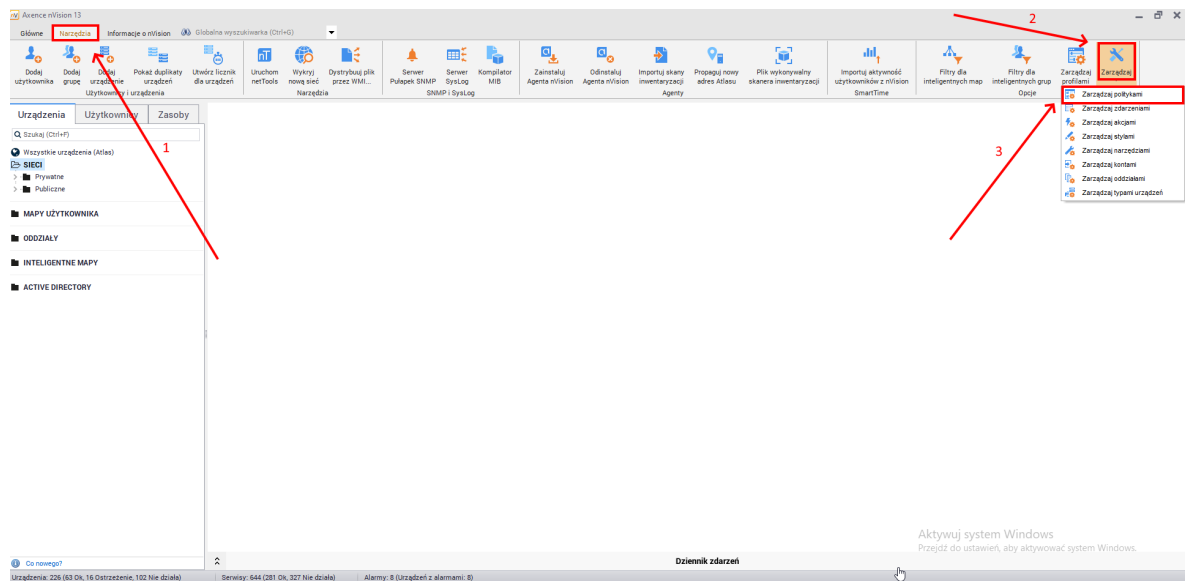 Axence nVision 13
2
Główne Narzędzia Informacje o nVision Globalna wyszukiwarka (Ctrl+G)
Dodaj użytkownika
Dodaj grupę
Dodaj urządzenie
Pokaż duplikaty urządzeń
Utwórz licznik dla urządzeń
Uruchom netTools
Wykryj nową sieć
Dystrybuuj plik przez WMI...
Serwer Pułapek SNMP
Serwer SysLog
Kompilator MIB
Zainstaluj Agenta nVision
Odinstaluj Agenta nVision
Importuj skany inwentaryzacji
Propaguj nowy adres Atlasu
Plik wykonywalny skanera inwentaryzacji
Importuj aktywność użytkowników z nVision
Filtry dla inteligentnych map
Filtry dla inteligentnych grup
Zarządzaj profilami
Zarządzaj
Użytkownicy i urządzenia
Narzędzia
SNMP i SysLog
Agenty
SmartTime
Opcje
Zarządzaj politykami
Zarządzaj zdarzeniami
Zarządzaj akcjami
Zarządzaj stylami
Zarządzaj narzędziami
Zarządzaj kontami
Zarządzaj oddziałami
Zarządzaj typami urządzeń
Urządzenia Użytkownicy Zasoby
Szukaj (Ctrl+F)
1
3
Wszystkie urządzenia (Atlas)
SIECI
Prywatne
Publiczne
MAPY UŻYTKOWNIKA
ODDZIAŁY
INTELIGENTNE MAPY
ACTIVE DIRECTORY
Aktywuj system Windows
Przejdź do ustawień, aby aktywować system Windows.
Co nowego?
Dziennik zdarzeń
Urządzenia: 226 (63 Ok, 16 Ostrzeżenie, 102 Nie działa)
Serwisy: 644 (281 Ok, 327 Nie działa)
Alarmy: 8 (Urządzeń z alarmami: 8)